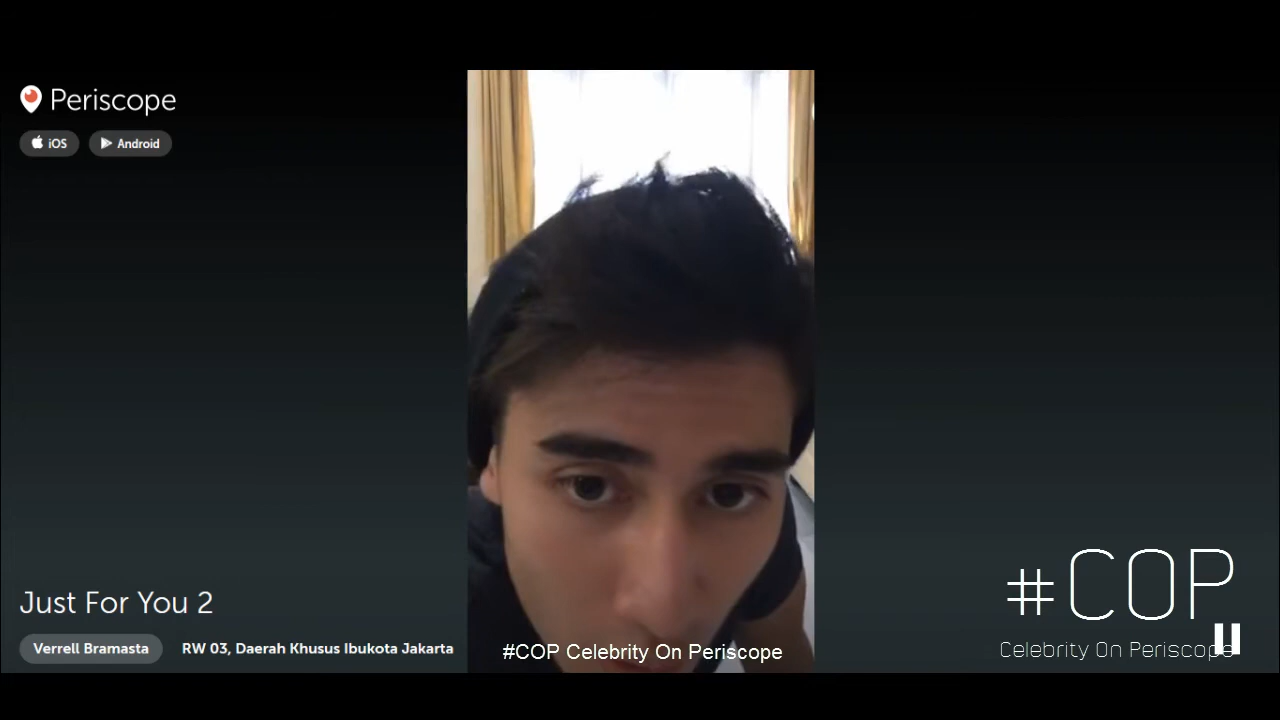 Periscope
iOS
Android
Just For You 2
Verrell Bramasta
RW 03, Daerah Khusus Ibukota Jakarta
#COP Celebrity On Periscope
#COP
Celebrity On Periscope